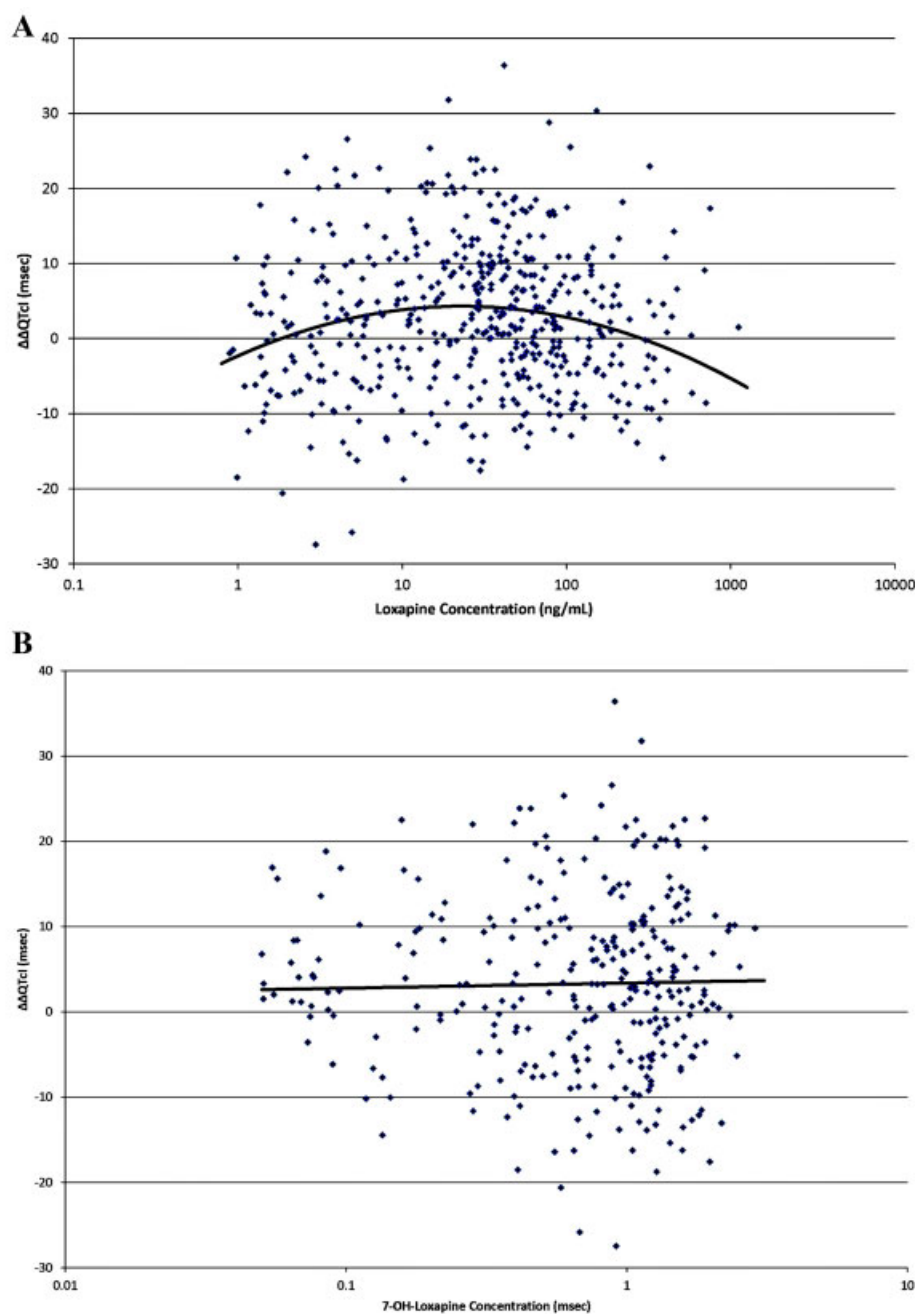 A
40
30
20
10
0
-10
-20
-30
ΔΔQTcI (msec)
0.1 1 10 100 1000 10000
Loxapine Concentration (ng/mL)
B
40
30
20
10
0
-10
-20
-30
ΔΔQTcI (msec)
0.01 0.1 1 10
7-OH-Loxapine Concentration (msec)